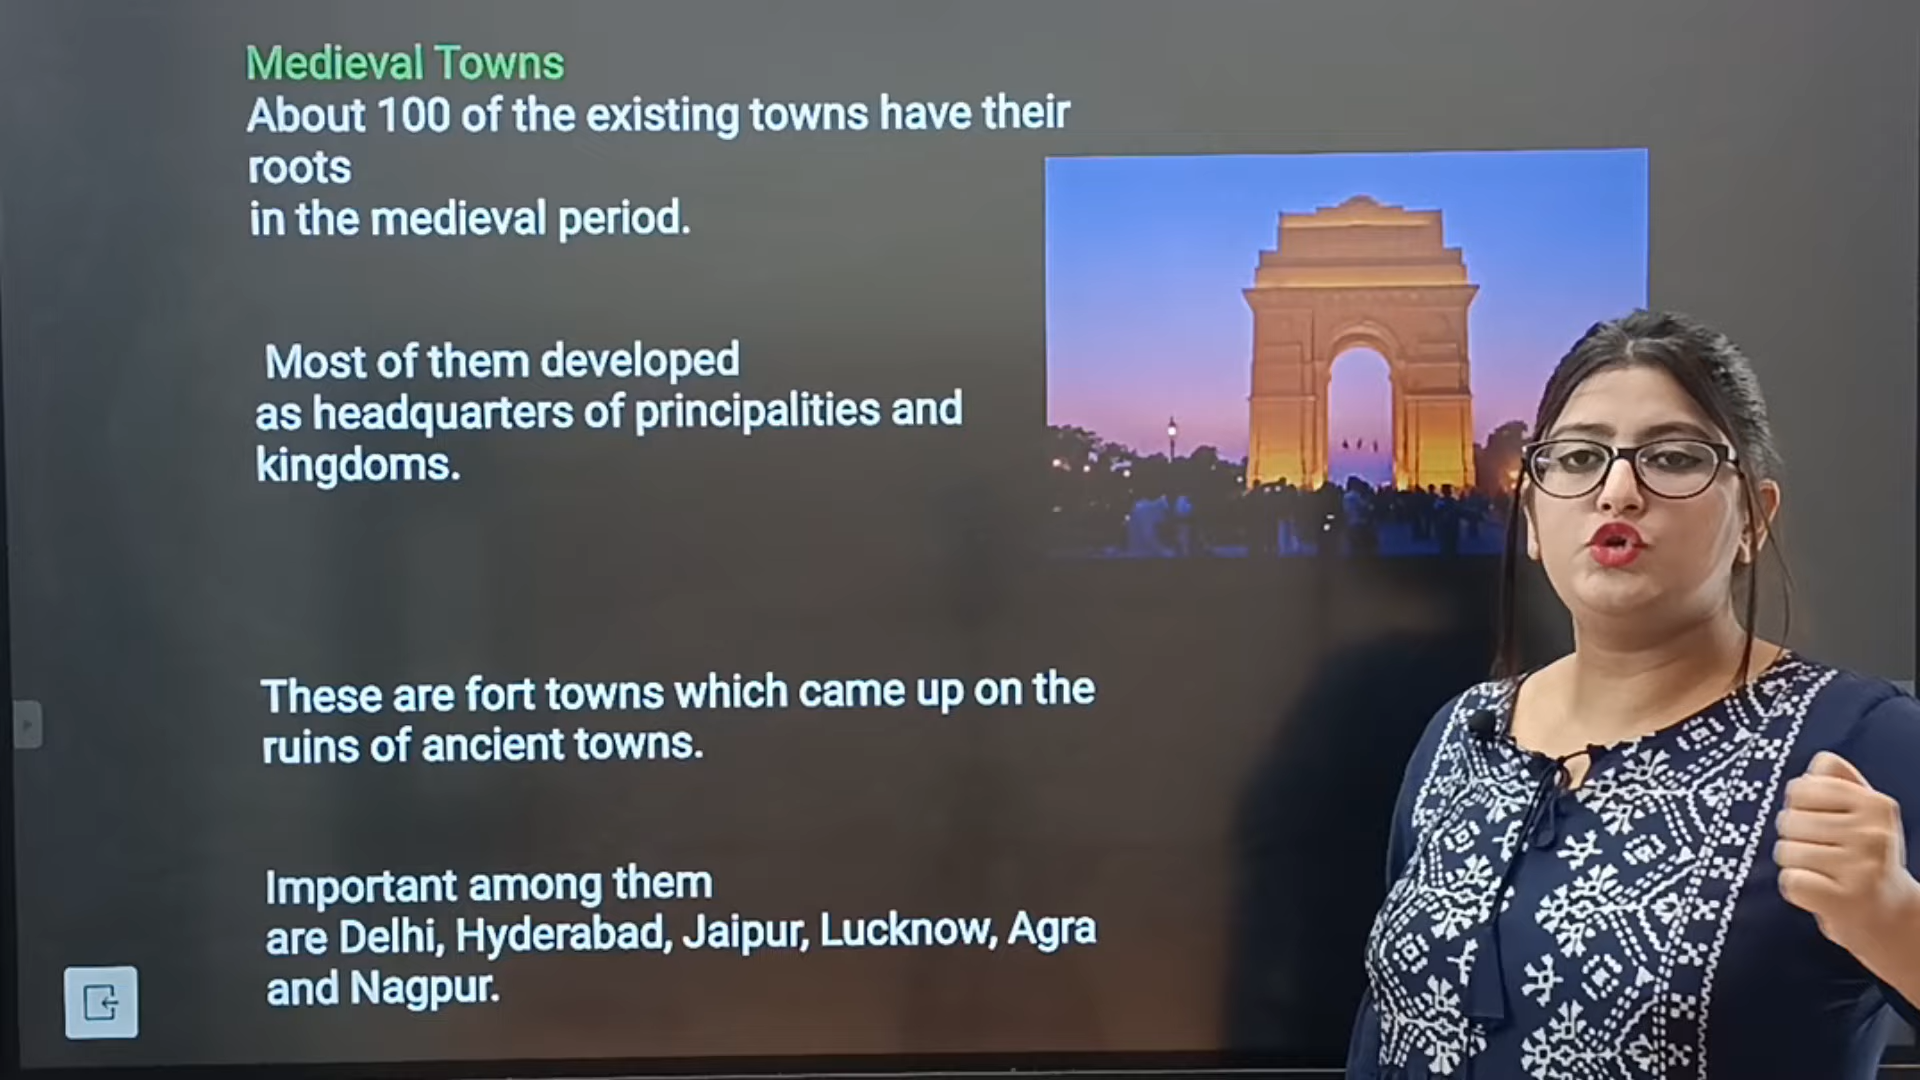 Medieval Towns
About 100 of the existing towns have their
roots
in the medieval period.
Most of them developed
as headquarters of principalities and
kingdoms.
These are fort towns which came up on the
ruins of ancient towns.
Important among them
are Delhi, Hyderabad, Jaipur, Lucknow, Agra
and Nagpur.